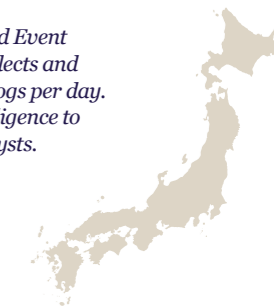 d Event
lects and
ogs per day.
igence to
ysts.